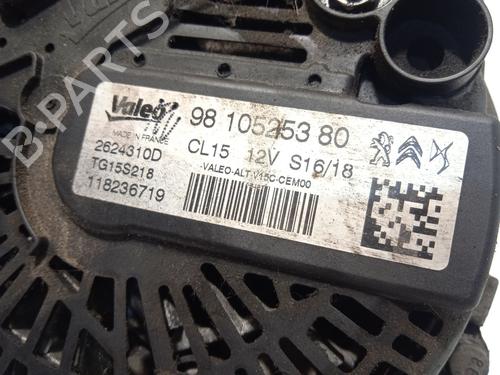 B-PARTS
Valeo
MADE IN FRANCE
98 105253 80
2624310D
CL15 12V S16/18
TG15S218
-VALEO-ALT-V15C-CEM00
118236719